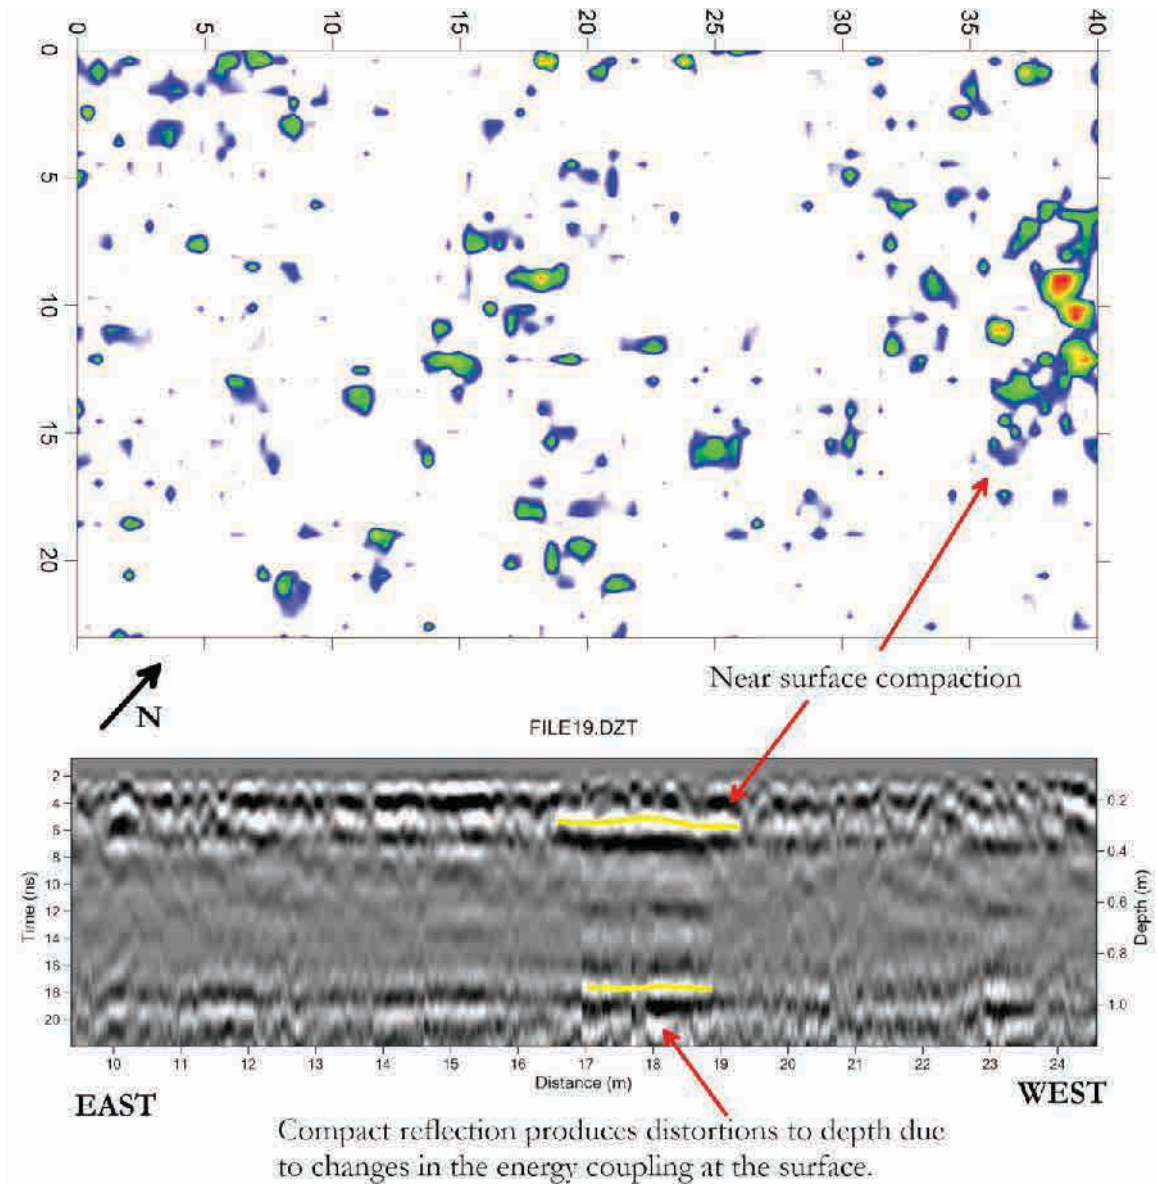 0 5 10 15 20 25 30 35 40
0
5
10
15
20
Near surface compaction
N
FILE19.DZT
2
4
6
8
10
12
14
16
18
20
Time (ns)
0.2
0.4
0.6
0.8
1.0
Depth (m)
10 11 12 13 14 15 16 17 18 19 20 21 22 23 24
Distance (m)
EAST
WEST
Compact reflection produces distortions to depth due
to changes in the energy coupling at the surface.